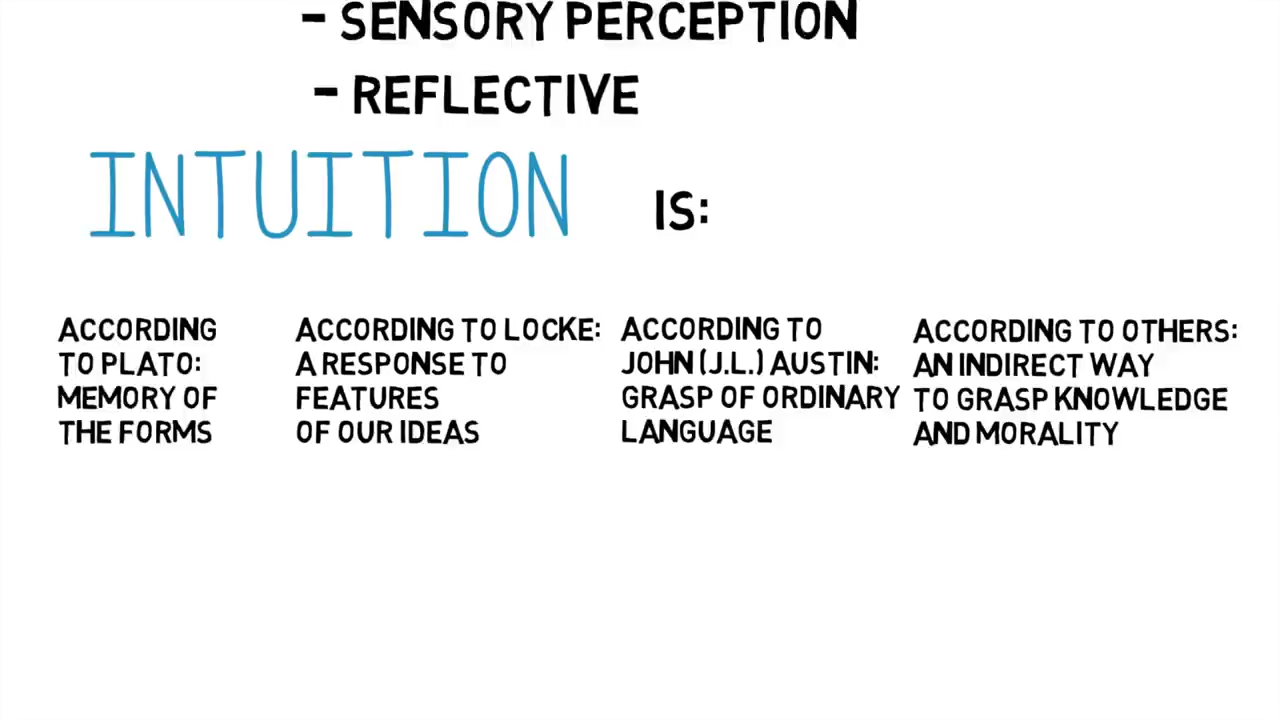 - SENSORY PERCEPTION
- REFLECTIVE
INTUITION IS:
ACCORDING
TO PLATO:
MEMORY OF
THE FORMS
ACCORDING TO LOCKE:
A RESPONSE TO
FEATURES
OF OUR IDEAS
ACCORDING TO
JOHN (J.L.) AUSTIN:
GRASP OF ORDINARY
LANGUAGE
ACCORDING TO OTHERS:
AN INDIRECT WAY
TO GRASP KNOWLEDGE
AND MORALITY